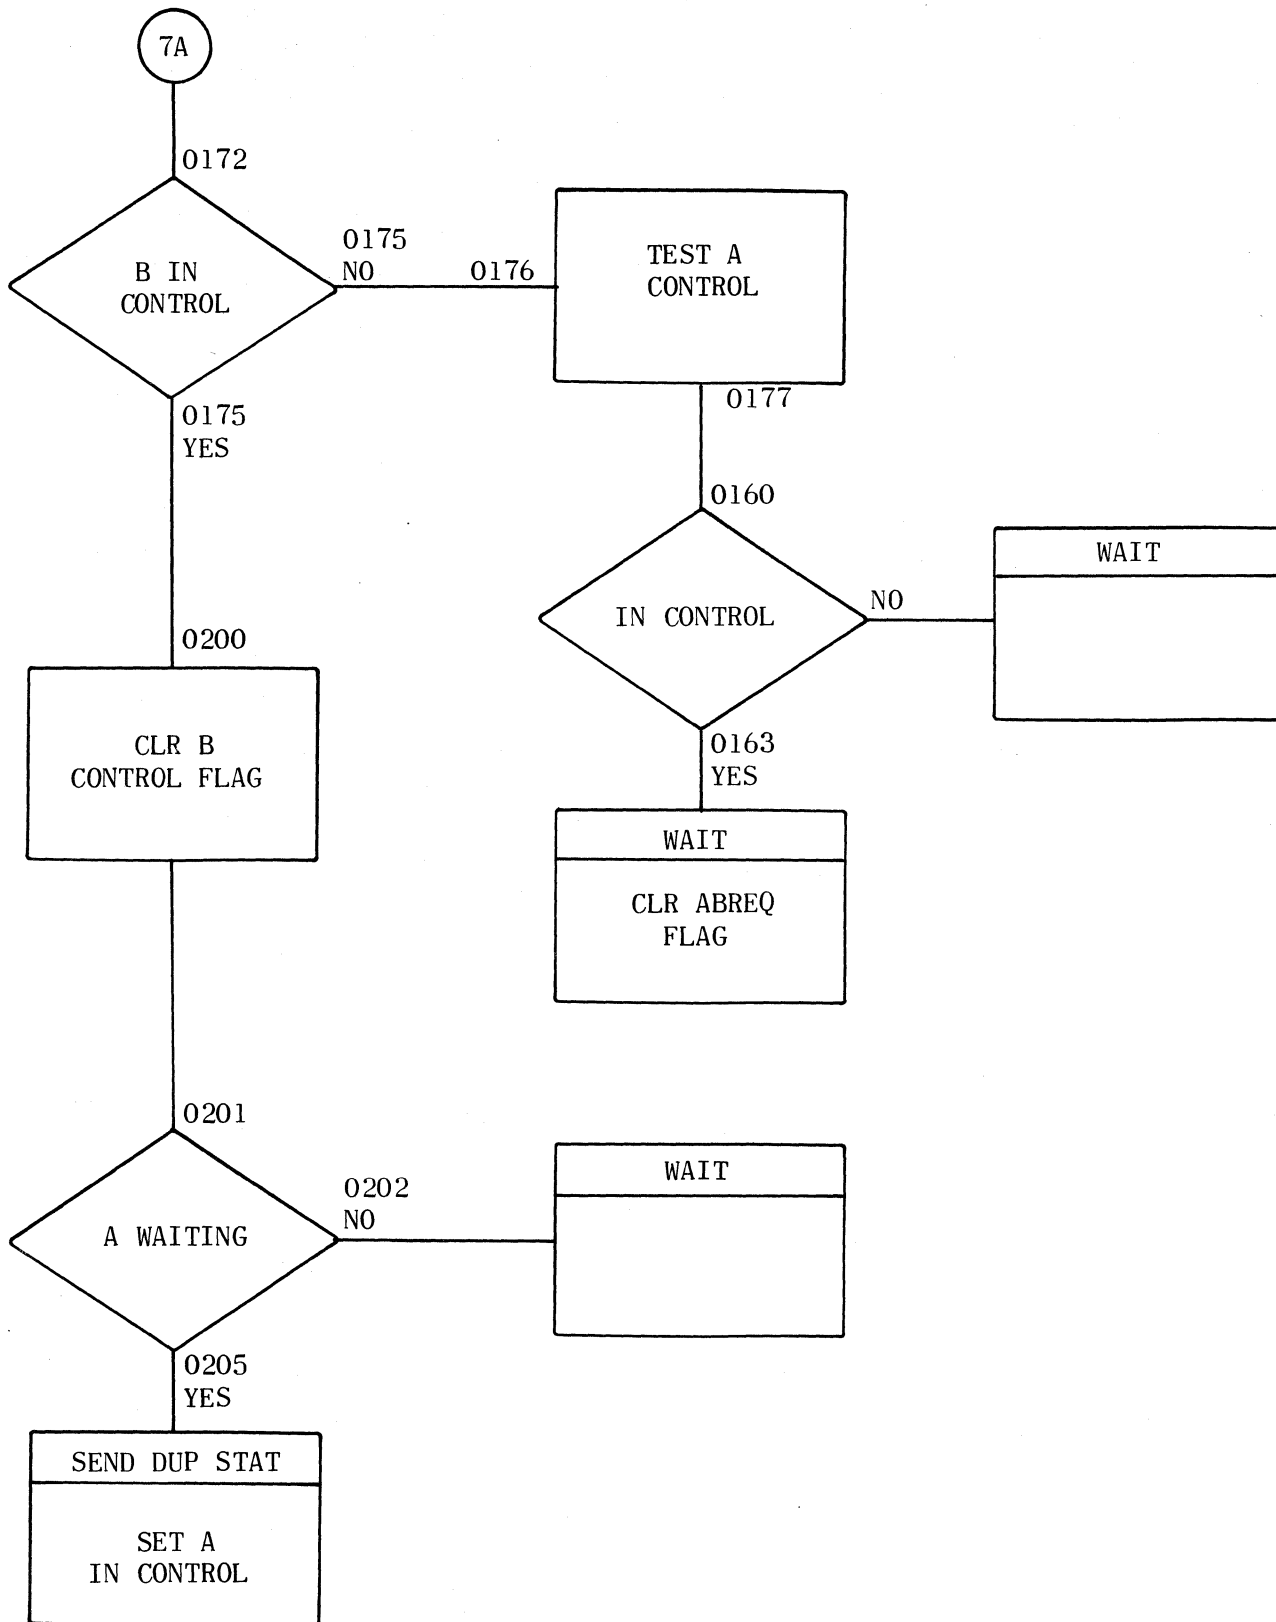 7A
0172
B IN
CONTROL
0175
NO
0176
TEST A
CONTROL
0177
0175
YES
0160
IN CONTROL
NO
WAIT
0163
YES
WAIT
CLR ABREQ
FLAG
0200
CLR B
CONTROL FLAG
0201
A WAITING
0202
NO
WAIT
0205
YES
SEND DUP STAT
SET A
IN CONTROL